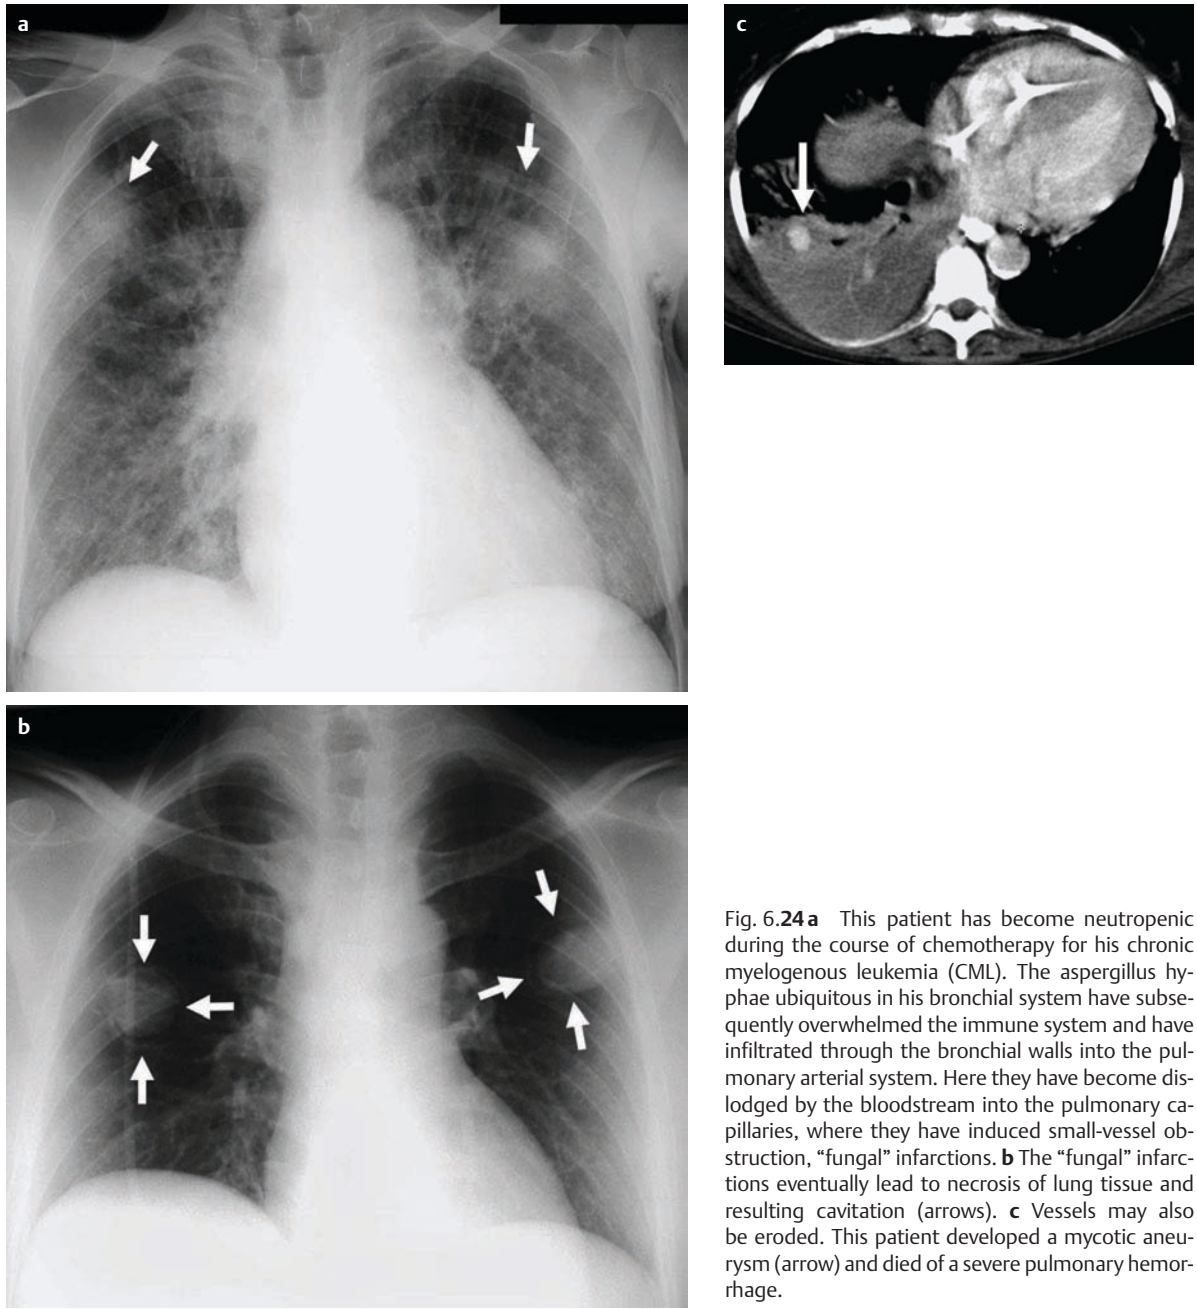 a
c
b
Fig. 6.24 a This patient has become neutropenic
during the course of chemotherapy for his chronic
myelogenous leukemia (CML). The aspergillus hy-
phae ubiquitous in his bronchial system have subse-
quently overwhelmed the immune system and have
infiltrated through the bronchial walls into the pul-
monary arterial system. Here they have become dis-
lodged by the bloodstream into the pulmonary ca-
pillaries, where they have induced small-vessel ob-
struction, “fungal” infarctions. b The “fungal” infarc-
tions eventually lead to necrosis of lung tissue and
resulting cavitation (arrows). c Vessels may also
be eroded. This patient developed a mycotic aneu-
rysm (arrow) and died of a severe pulmonary hemor-
rhage.